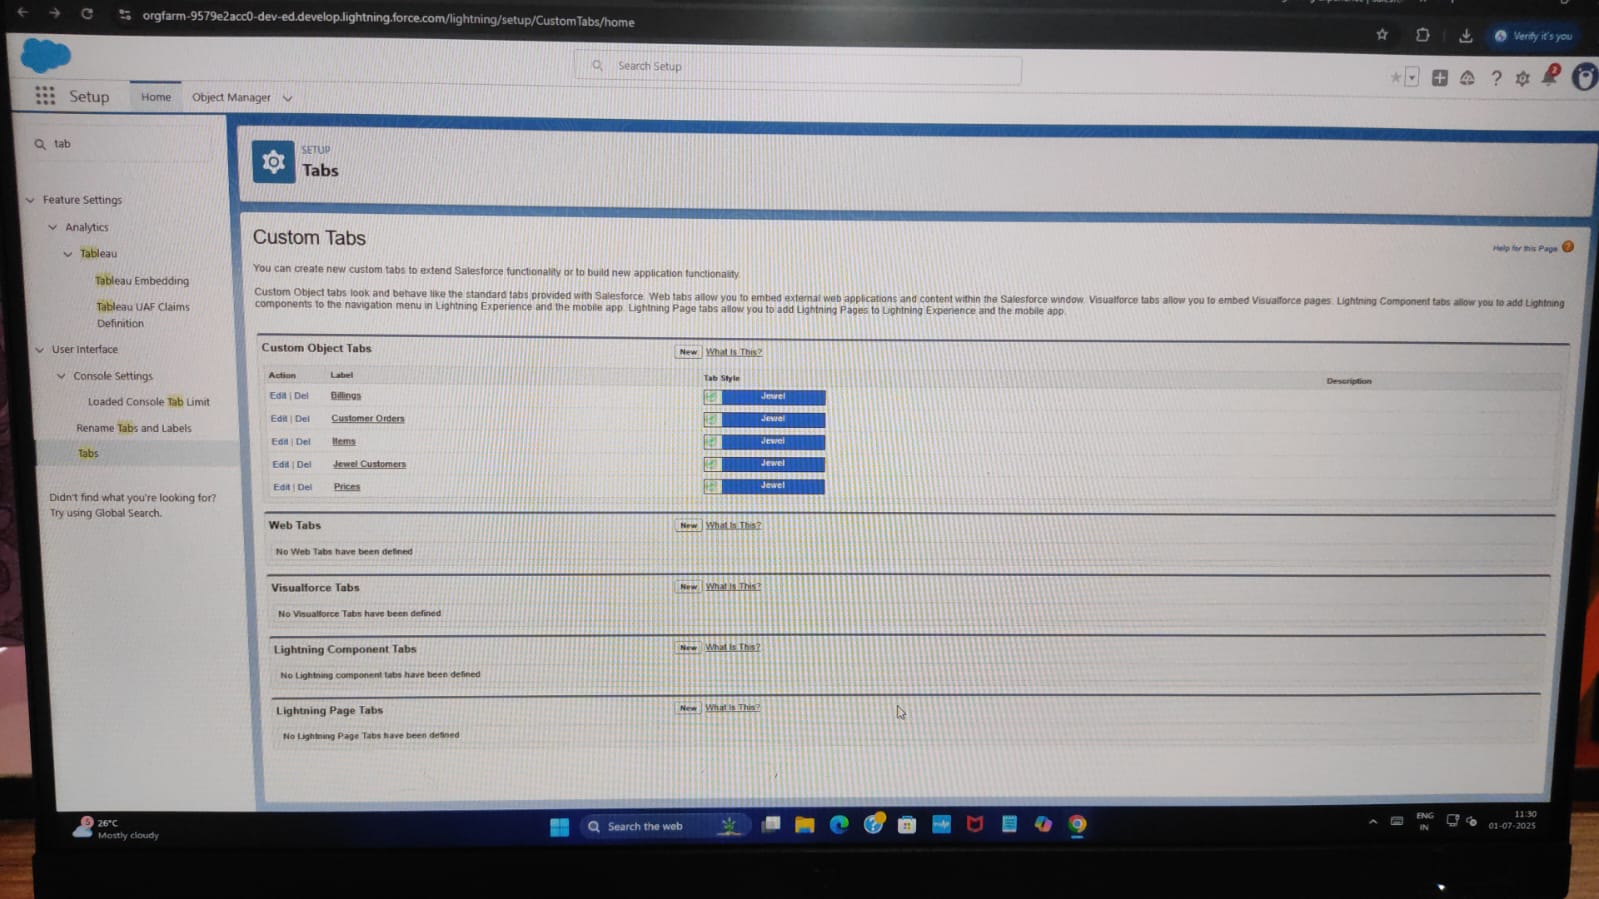 orgfarm-9579e2acc0-dev-ed.develop.lightning.force.com/lightning/setup/CustomTabs/home
Verify it's you
Search Setup
2
Setup
Home
Object Manager
tab
Feature Settings
Analytics
Tableau
Tableau Embedding
Tableau UAF Claims
Definition
User Interface
Console Settings
Loaded Console Tab Limit
Rename Tabs and Labels
Tabs
Didn't find what you're looking for?
Try using Global Search.
SETUP
Tabs
Custom Tabs
Help for this Page ?
You can create new custom tabs to extend Salesforce functionality or to build new application functionality.
Custom Object tabs look and behave like the standard tabs provided with Salesforce. Web tabs allow you to embed external web applications and content within the Salesforce window. Visualforce tabs allow you to embed Visualforce pages. Lightning Component tabs allow you to add Lightning
components to the navigation menu in Lightning Experience and the mobile app. Lightning Page tabs allow you to add Lightning Pages to Lightning Experience and the mobile app.
Custom Object Tabs New What Is This?
Action Label Tab Style Description
Edit | Del Billings Jewel
Edit | Del Customer Orders Jewel
Edit | Del Items Jewel
Edit | Del Jewel Customers Jewel
Edit | Del Prices Jewel
Web Tabs New What Is This?
No Web Tabs have been defined
Visualforce Tabs New What Is This?
No Visualforce Tabs have been defined
Lightning Component Tabs New What Is This?
No Lightning component tabs have been defined
Lightning Page Tabs New What Is This?
No Lightning Page Tabs have been defined
5
26°C
Mostly cloudy
Search the web
ENG
IN
11:30
01-07-2025